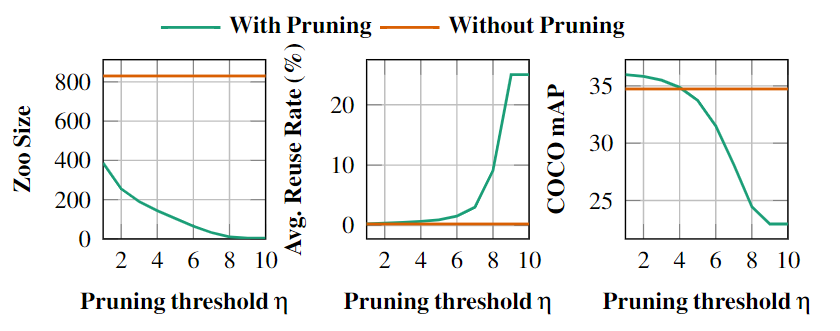 With Pruning Without Pruning
Zoo Size
800
600
400
200
0
2 4 6 8 10
Pruning threshold η
Avg. Reuse Rate (%)
20
10
0
2 4 6 8 10
Pruning threshold η
COCO mAP
35
30
25
2 4 6 8 10
Pruning threshold η